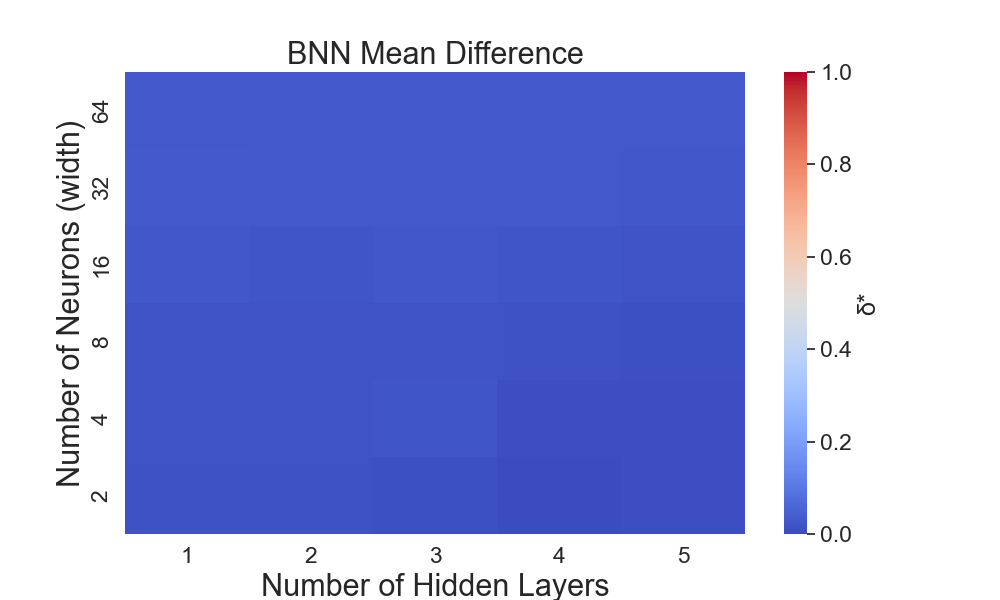 BNN Mean Difference
Number of Neurons (width)
64
32
16
8
4
2
1 2 3 4 5
Number of Hidden Layers
1.0
0.8
0.6
0.4
0.2
0.0
δ*